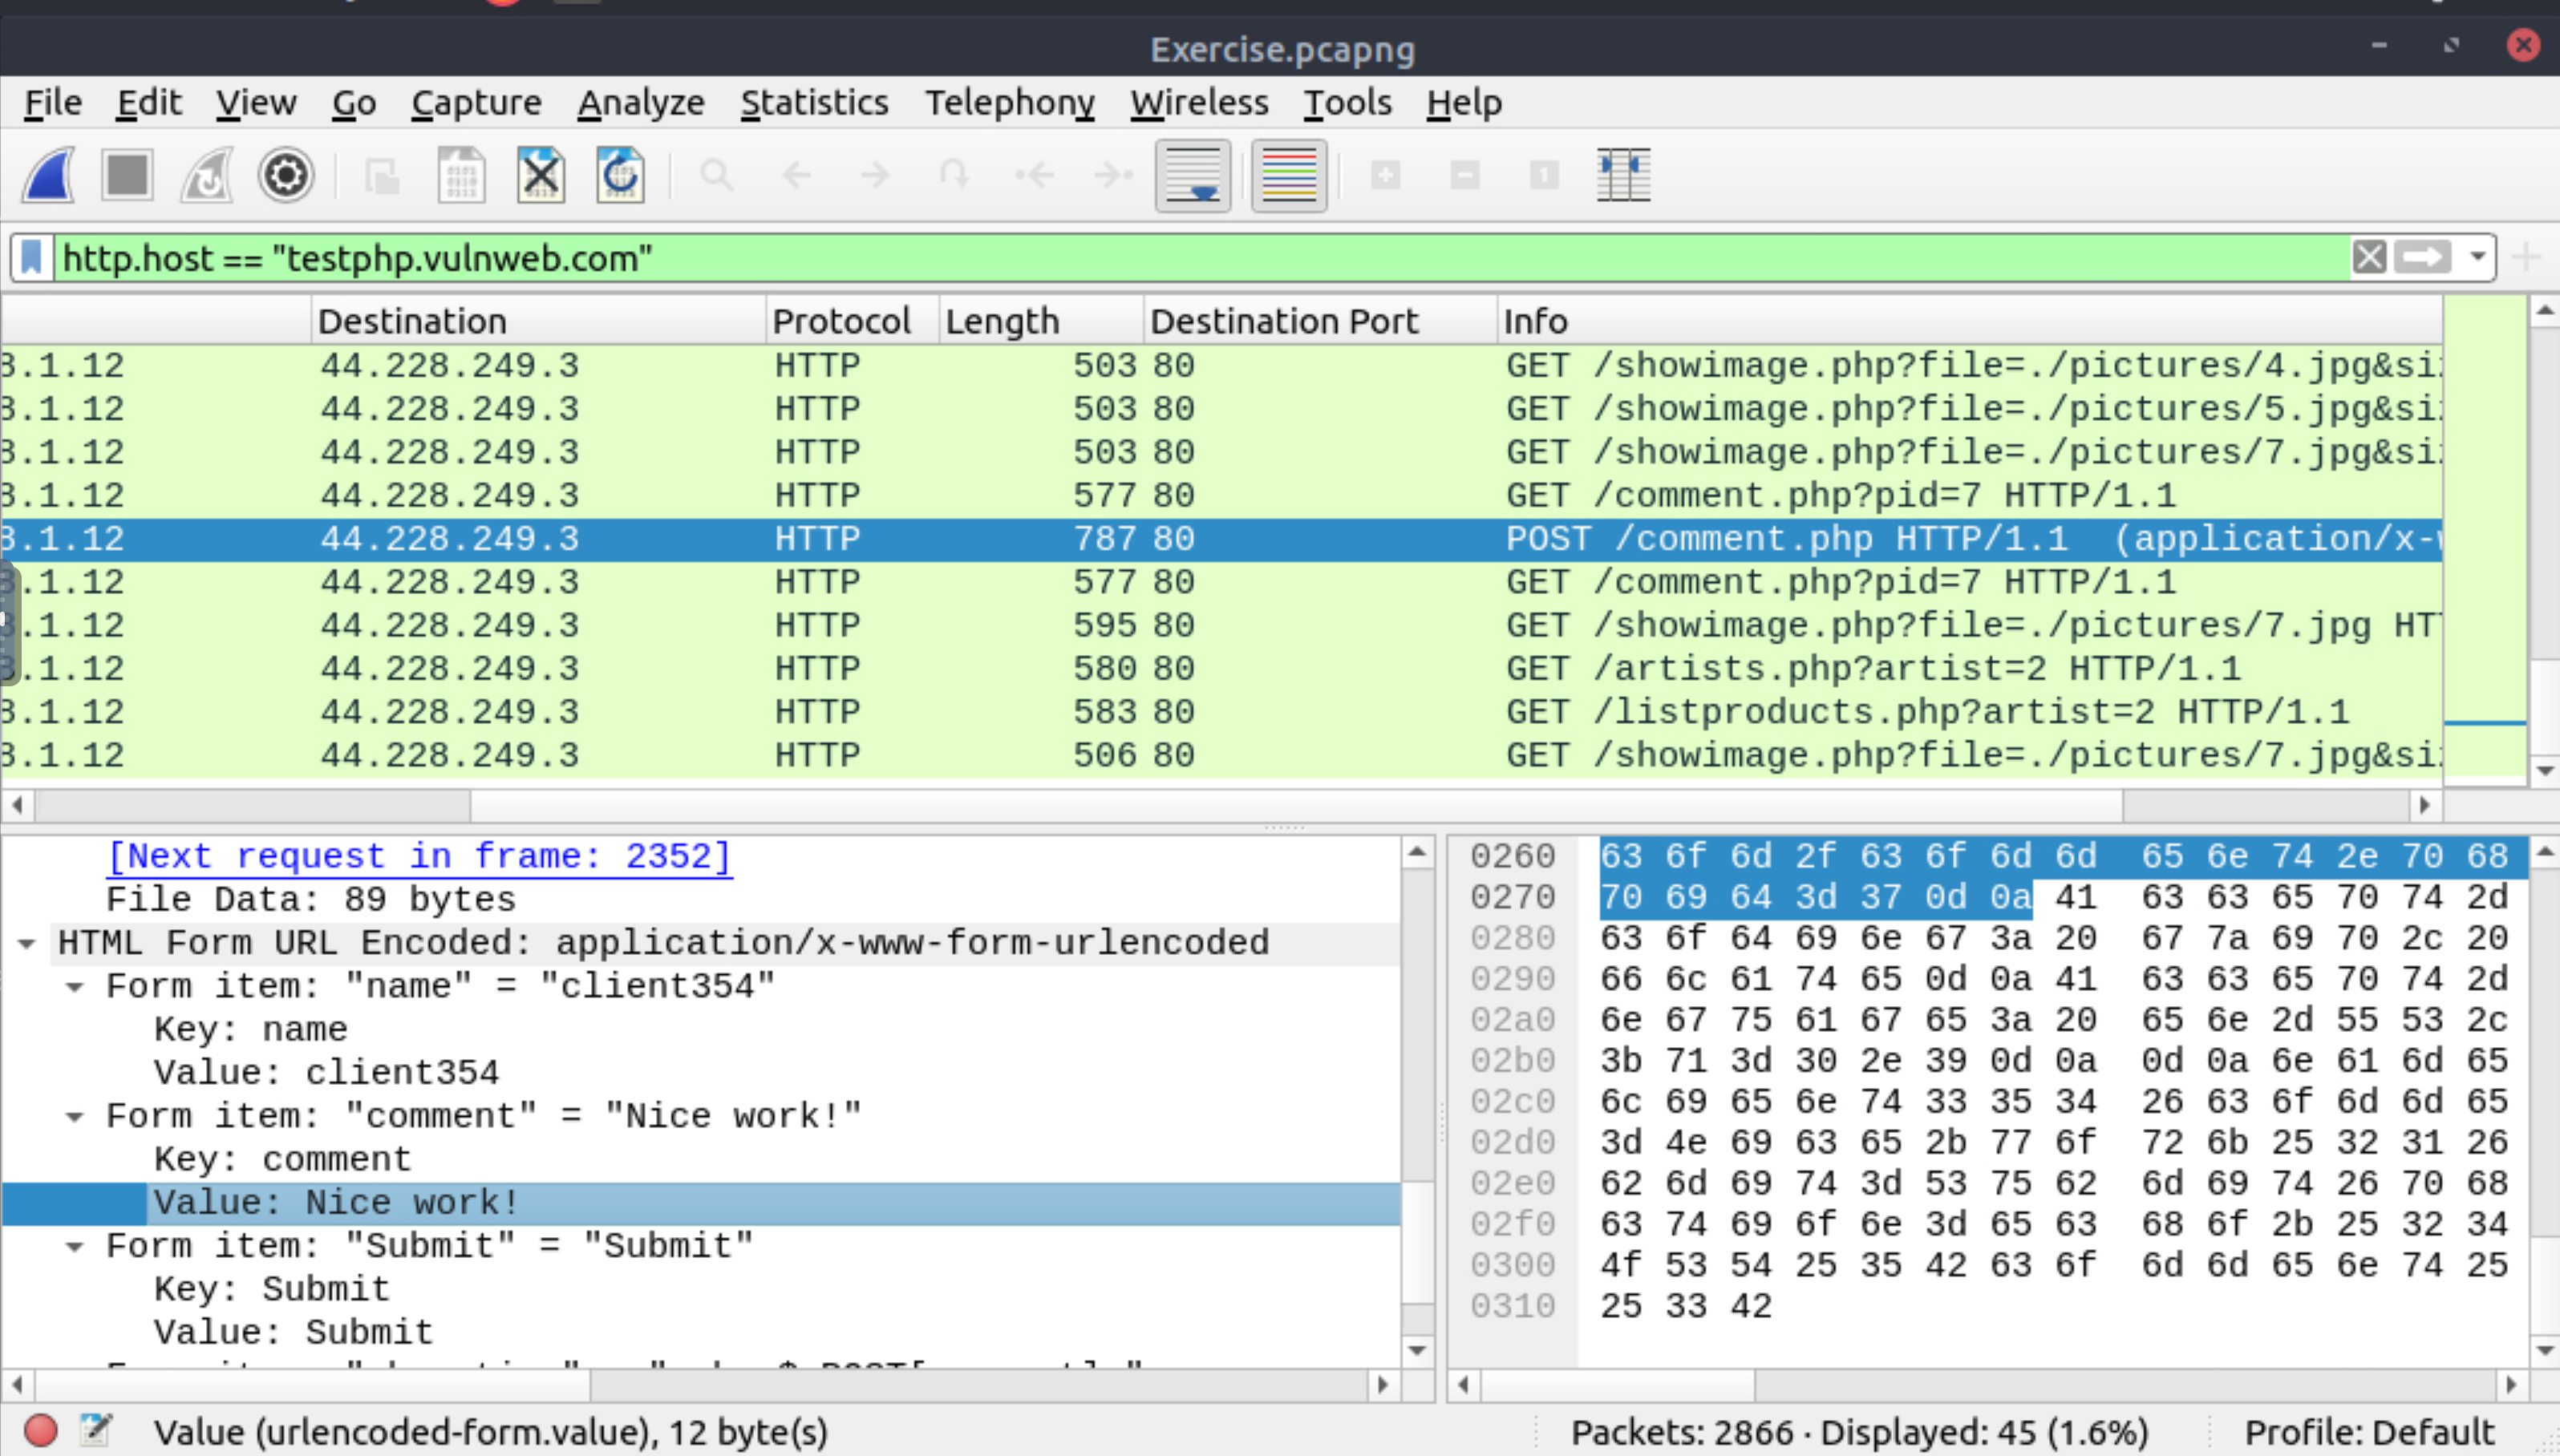 Exercise.pcapng
File Edit View Go Capture Analyze Statistics Telephony Wireless Tools Help
http.host == "testphp.vulnweb.com"
Destination Protocol Length Destination Port Info
.1.12 44.228.249.3 HTTP 503 80 GET /showimage.php?file=./pictures/4.jpg&si
.1.12 44.228.249.3 HTTP 503 80 GET /showimage.php?file=./pictures/5.jpg&si
.1.12 44.228.249.3 HTTP 503 80 GET /showimage.php?file=./pictures/7.jpg&si
.1.12 44.228.249.3 HTTP 577 80 GET /comment.php?pid=7 HTTP/1.1
.1.12 44.228.249.3 HTTP 787 80 POST /comment.php HTTP/1.1 (application/x-
.1.12 44.228.249.3 HTTP 577 80 GET /comment.php?pid=7 HTTP/1.1
.1.12 44.228.249.3 HTTP 595 80 GET /showimage.php?file=./pictures/7.jpg HT
.1.12 44.228.249.3 HTTP 580 80 GET /artists.php?artist=2 HTTP/1.1
.1.12 44.228.249.3 HTTP 583 80 GET /listproducts.php?artist=2 HTTP/1.1
.1.12 44.228.249.3 HTTP 506 80 GET /showimage.php?file=./pictures/7.jpg&si
[Next request in frame: 2352]
File Data: 89 bytes
HTML Form URL Encoded: application/x-www-form-urlencoded
Form item: "name" = "client354"
Key: name
Value: client354
Form item: "comment" = "Nice work!"
Key: comment
Value: Nice work!
Form item: "Submit" = "Submit"
Key: Submit
Value: Submit
0260 63 6f 6d 2f 63 6f 6d 6d 65 6e 74 2e 70 68
0270 70 69 64 3d 37 0d 0a 41 63 63 65 70 74 2d
0280 63 6f 64 69 6e 67 3a 20 67 7a 69 70 2c 20
0290 66 6c 61 74 65 0d 0a 41 63 63 65 70 74 2d
02a0 6e 67 75 61 67 65 3a 20 65 6e 2d 55 53 2c
02b0 3b 71 3d 30 2e 39 0d 0a 0d 0a 6e 61 6d 65
02c0 6c 69 65 6e 74 33 35 34 26 63 6f 6d 6d 65
02d0 3d 4e 69 63 65 2b 77 6f 72 6b 25 32 31 26
02e0 62 6d 69 74 3d 53 75 62 6d 69 74 26 70 68
02f0 63 74 69 6f 6e 3d 65 63 68 6f 2b 25 32 34
0300 4f 53 54 25 35 42 63 6f 6d 6d 65 6e 74 25
0310 25 33 42
Value (urlencoded-form.value), 12 byte(s)
Packets: 2866 · Displayed: 45 (1.6%)
Profile: Default